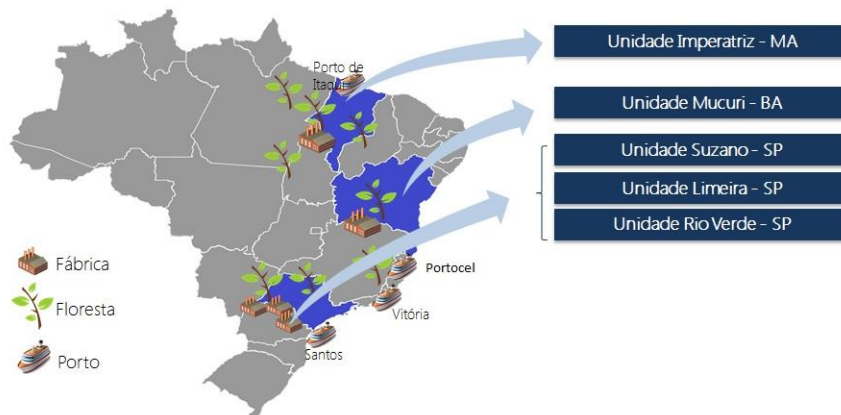 Porto de
Itaqui
Portocel
Vitória
Santos
Fábrica
Floresta
Porto
Unidade Imperatriz – MA
Unidade Mucuri – BA
Unidade Suzano – SP
Unidade Limeira – SP
Unidade Rio Verde – SP